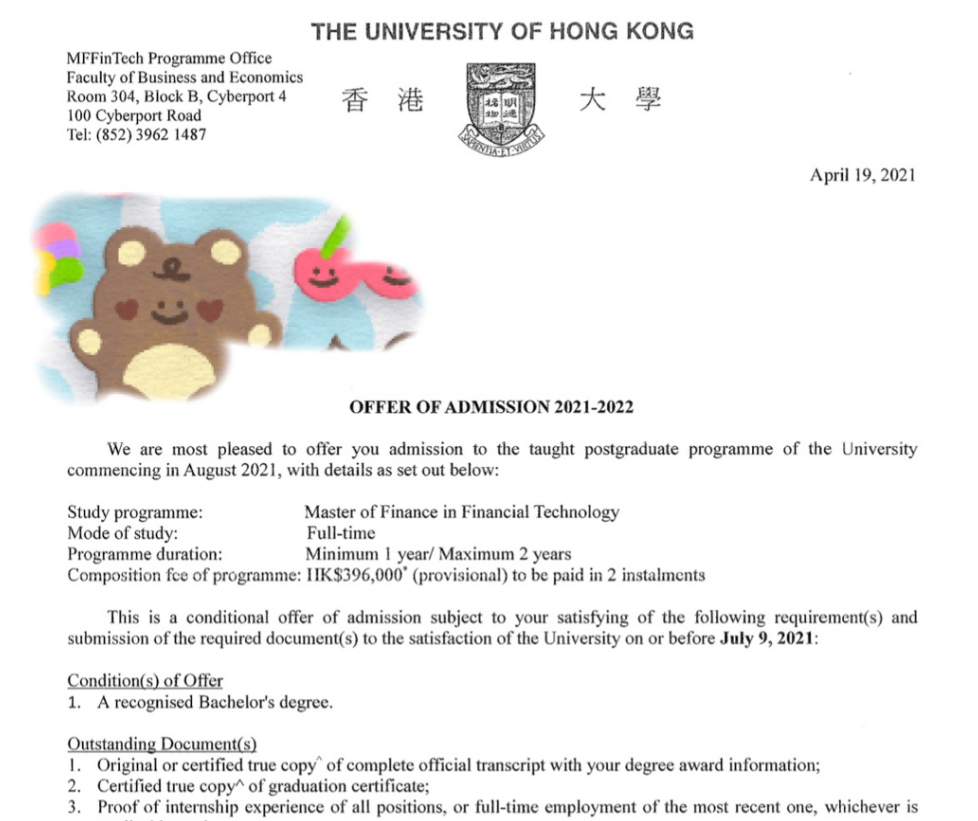 THE UNIVERSITY OF HONG KONG
MFFinTech Programme Office
Faculty of Business and Economics
Room 304, Block B, Cyberport 4
100 Cyberport Road
Tel: (852) 3962 1487
香 港 大 學
SAPIENTIA·ET·VIRTUS
April 19, 2021
OFFER OF ADMISSION 2021-2022
We are most pleased to offer you admission to the taught postgraduate programme of the University
commencing in August 2021, with details as set out below:
Study programme: Master of Finance in Financial Technology
Mode of study: Full-time
Programme duration: Minimum 1 year/ Maximum 2 years
Composition fee of programme: HK$396,000* (provisional) to be paid in 2 instalments
This is a conditional offer of admission subject to your satisfying of the following requirement(s) and
submission of the required document(s) to the satisfaction of the University on or before July 9, 2021:
Condition(s) of Offer
1. A recognised Bachelor's degree.
Outstanding Document(s)
1. Original or certified true copy^ of complete official transcript with your degree award information;
2. Certified true copy^ of graduation certificate;
3. Proof of internship experience of all positions, or full-time employment of the most recent one, whichever is